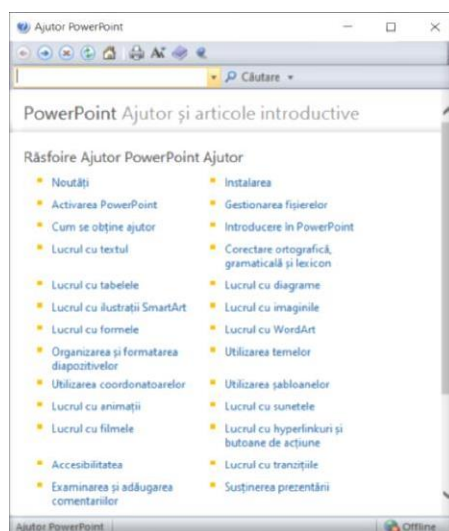 Ajutor PowerPoint
Căutare
PowerPoint Ajutor și articole introductive
Răsfoire Ajutor PowerPoint Ajutor
Noutăți
Instalarea
Activarea PowerPoint
Gestionarea fișierelor
Cum se obține ajutor
Introducere în PowerPoint
Lucrul cu textul
Corectare ortografică,
gramaticală și lexicon
Lucrul cu tabelele
Lucrul cu diagrame
Lucrul cu ilustrații SmartArt
Lucrul cu imaginile
Lucrul cu formele
Lucrul cu WordArt
Organizarea și formatarea
diapozitivelor
Utilizarea temelor
Utilizarea coordonatoarelor
Utilizarea șabloanelor
Lucrul cu animații
Lucrul cu sunetele
Lucrul cu filmele
Lucrul cu hyperlinkuri și
butoane de acțiune
Accesibilitatea
Lucrul cu tranzițiile
Examinarea și adăugarea
comentariilor
Susținerea prezentării
Ajutor PowerPoint
Offline